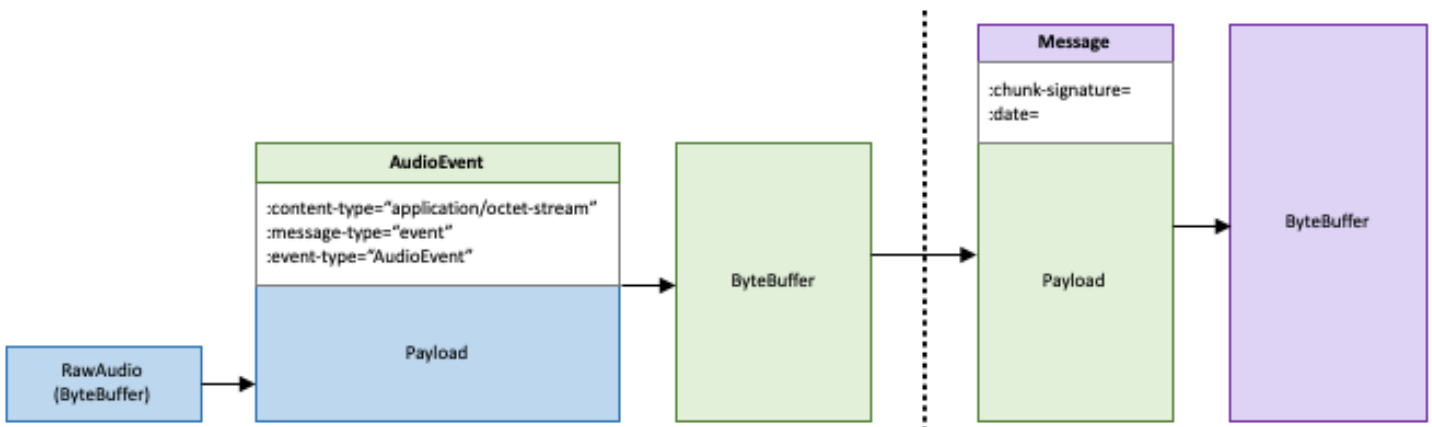 RawAudio
(ByteBuffer)
AudioEvent
:content-type=“application/octet-stream”
:message-type=“event”
:event-type=“AudioEvent”
Payload
ByteBuffer
Message
:chunk-signature=
:date=
Payload
ByteBuffer